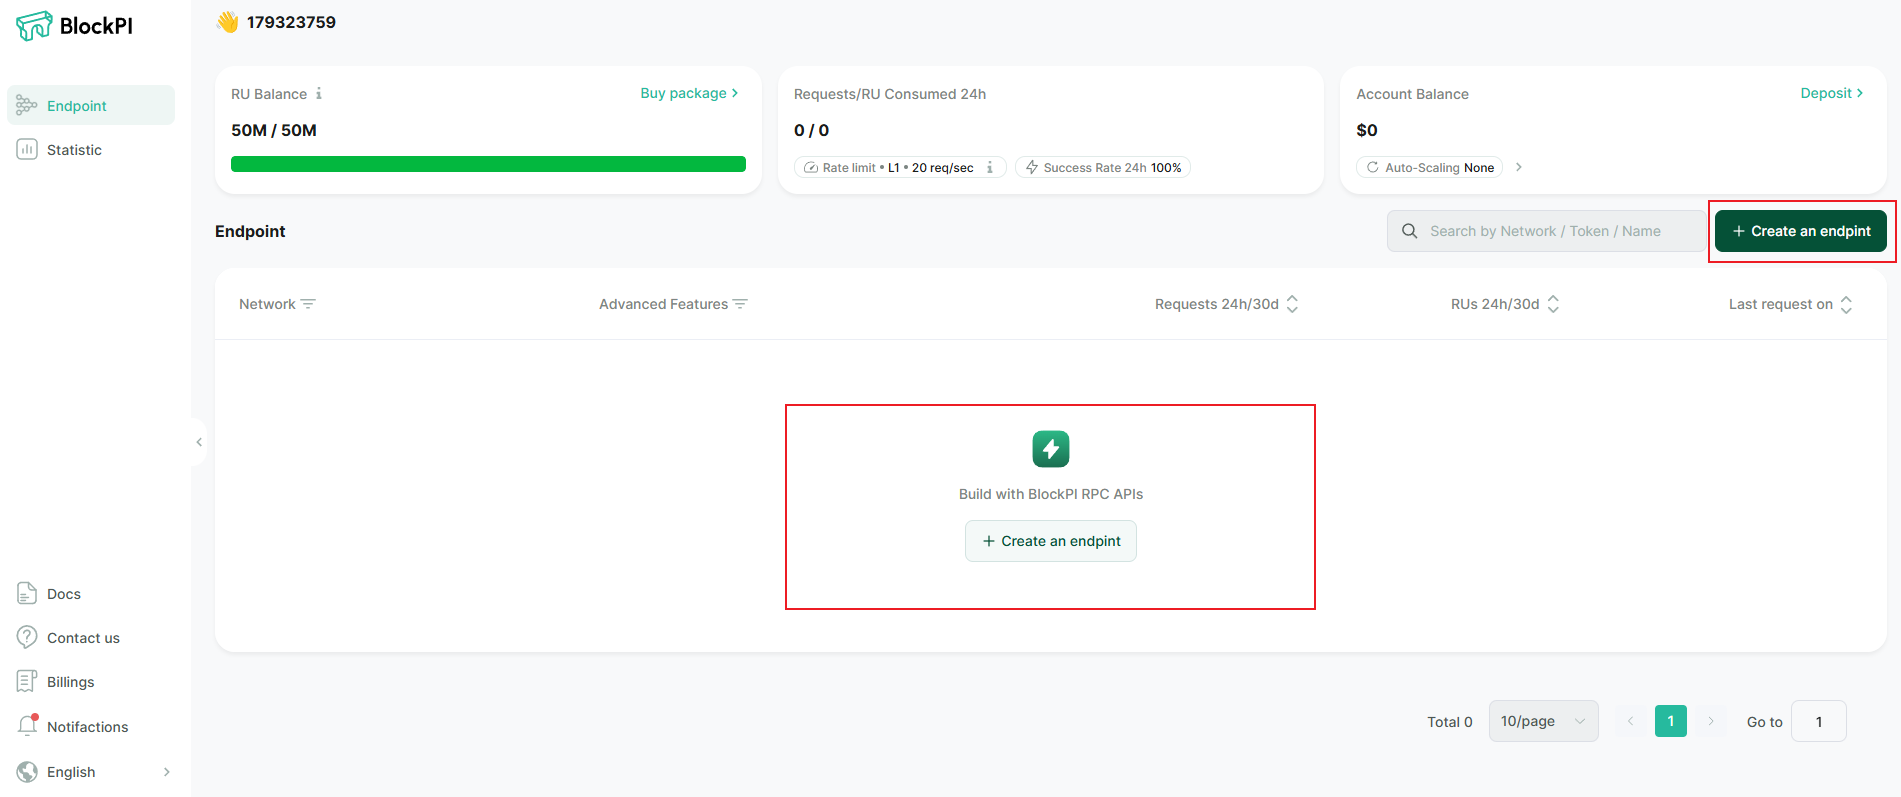 BlockPI
Endpoint
Statistic
Docs
Contact us
Billings
Notifactions
English
179323759
RU Balance
Buy package
50M / 50M
Requests/RU Consumed 24h
0 / 0
Rate limit • L1 • 20 req/sec
Success Rate 24h 100%
Account Balance
Deposit
$0
Auto-Scaling None
Endpoint
Search by Network / Token / Name
+ Create an endpint
Network
Advanced Features
Requests 24h/30d
RUs 24h/30d
Last request on
Build with BlockPI RPC APIs
+ Create an endpint
Total 0
10/page
1
Go to
1